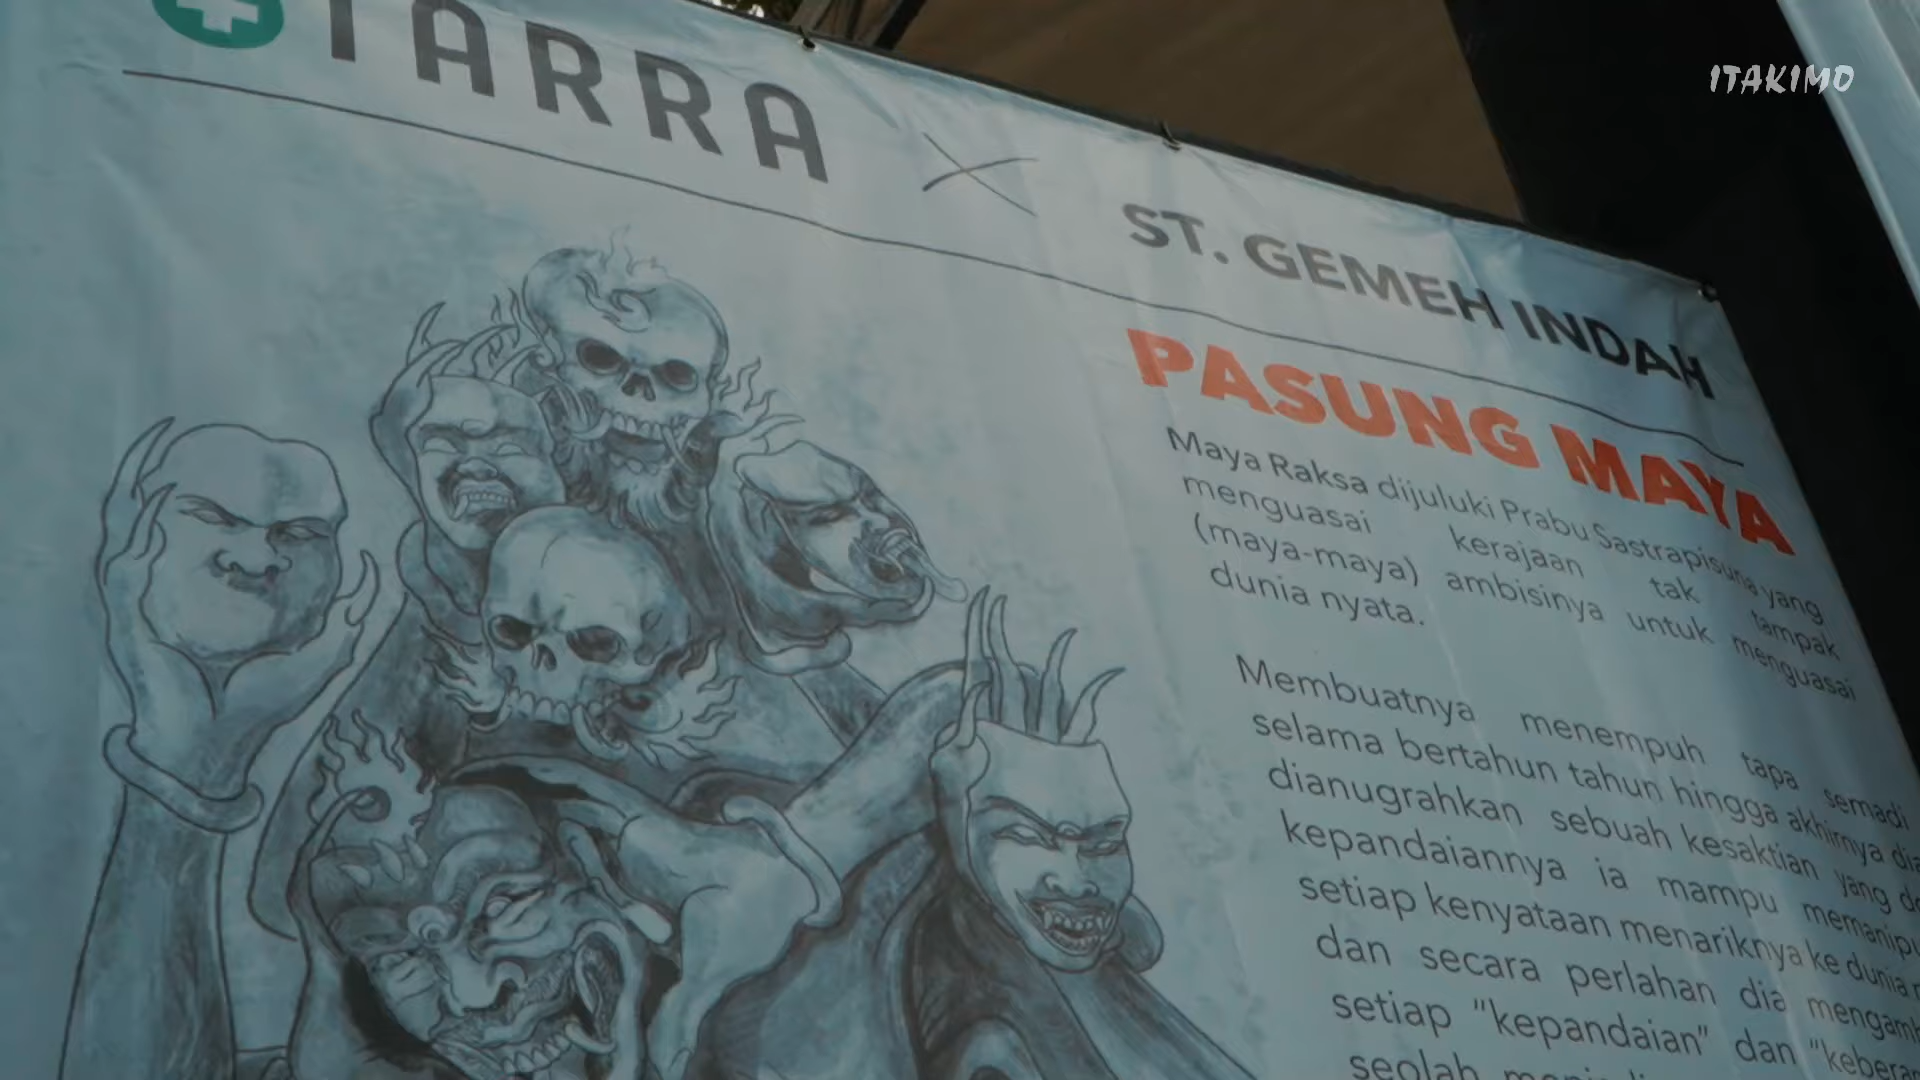 TARRA
ITAKIMO
ST. GEMEH INDAH
PASUNG MAYA
Maya Raksa dijuluki Prabu Sastrapisuna yang
menguasai kerajaan tak tampak
(maya-maya) ambisinya untuk menguasai
dunia nyata.
Membuatnya menempuh tapa semadi
selama bertahun tahun hingga akhirnya
dianugrahkan sebuah kesaktian yang
kepandaiannya ia mampu
setiap kenyataan menariknya ke dunia
dan secara perlahan dia
setiap "kepandaian" dan
seolah